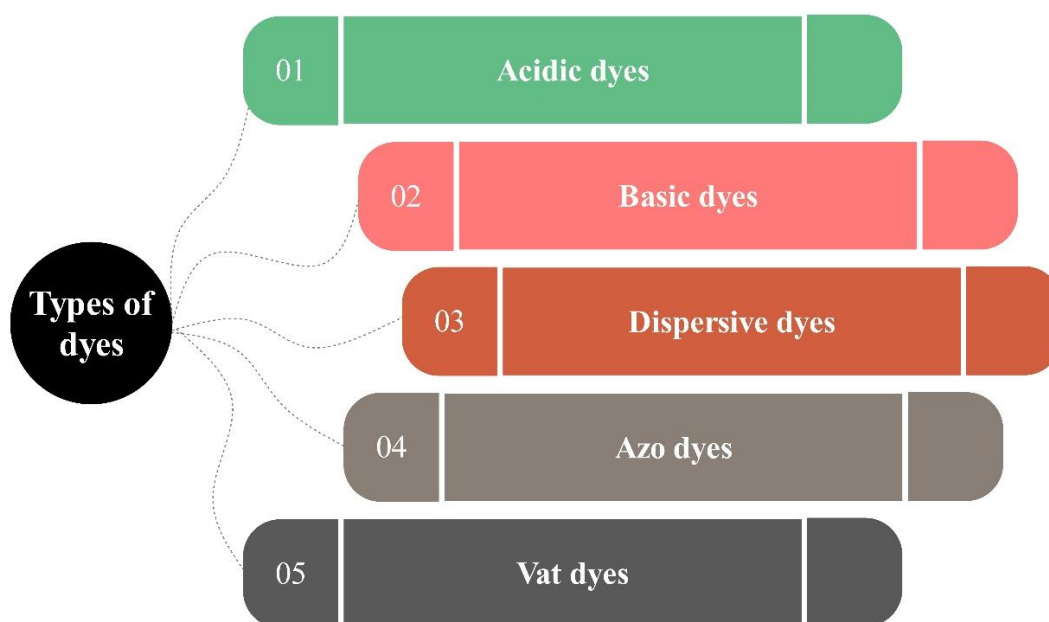 Types of
dyes
01 Acidic dyes
02 Basic dyes
03 Dispersive dyes
04 Azo dyes
05 Vat dyes